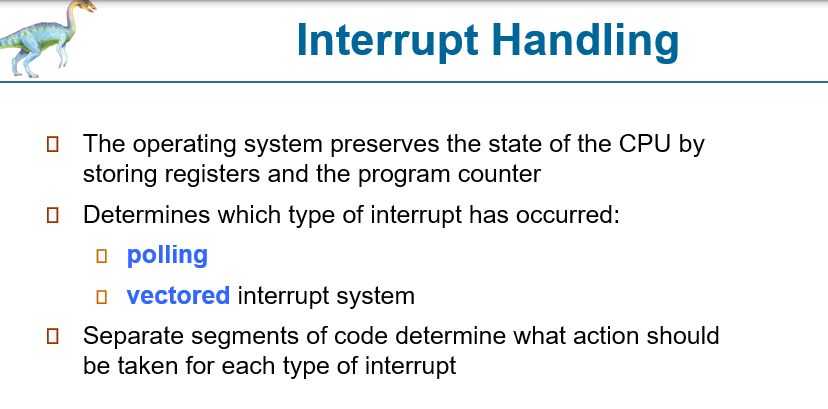 Interrupt Handling
The operating system preserves the state of the CPU by
storing registers and the program counter
Determines which type of interrupt has occurred:
polling
vectored interrupt system
Separate segments of code determine what action should
be taken for each type of interrupt